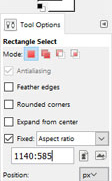 Tool Options
Rectangle Select
Mode:
Antialiasing
Feather edges
Rounded corners
Expand from center
Fixed: Aspect ratio
1140:585
Position: px